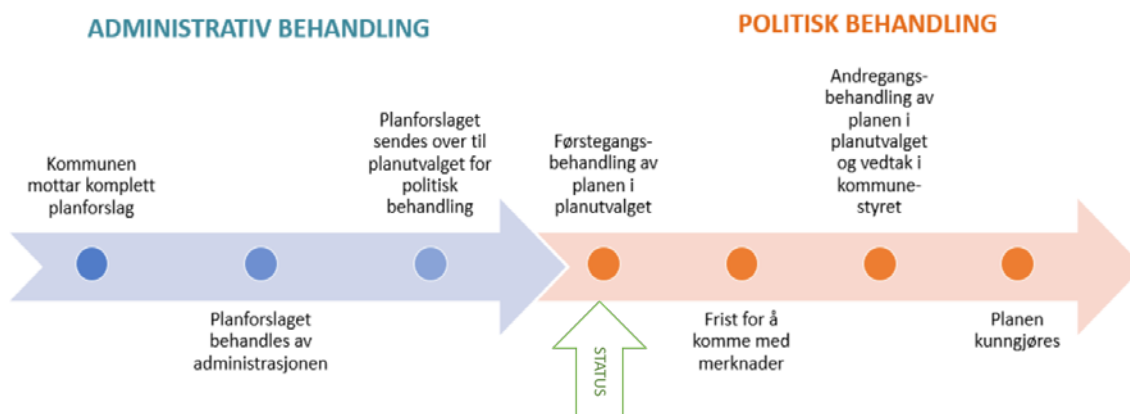 ADMINISTRATIV BEHANDLING
POLITISK BEHANDLING
Kommunen
mottar komplett
planforslag
Planforslaget
behandles av
administrasjonen
Planforslaget
sendes over til
planutvalget for
politisk
behandling
Førstegangs-
behandling av
planen i
planutvalget
STATUS
Frist for å
komme med
merknader
Andregangs-
behandling av
planen i
planutvalget
og vedtak i
kommune-
styret
Planen
kunngjøres